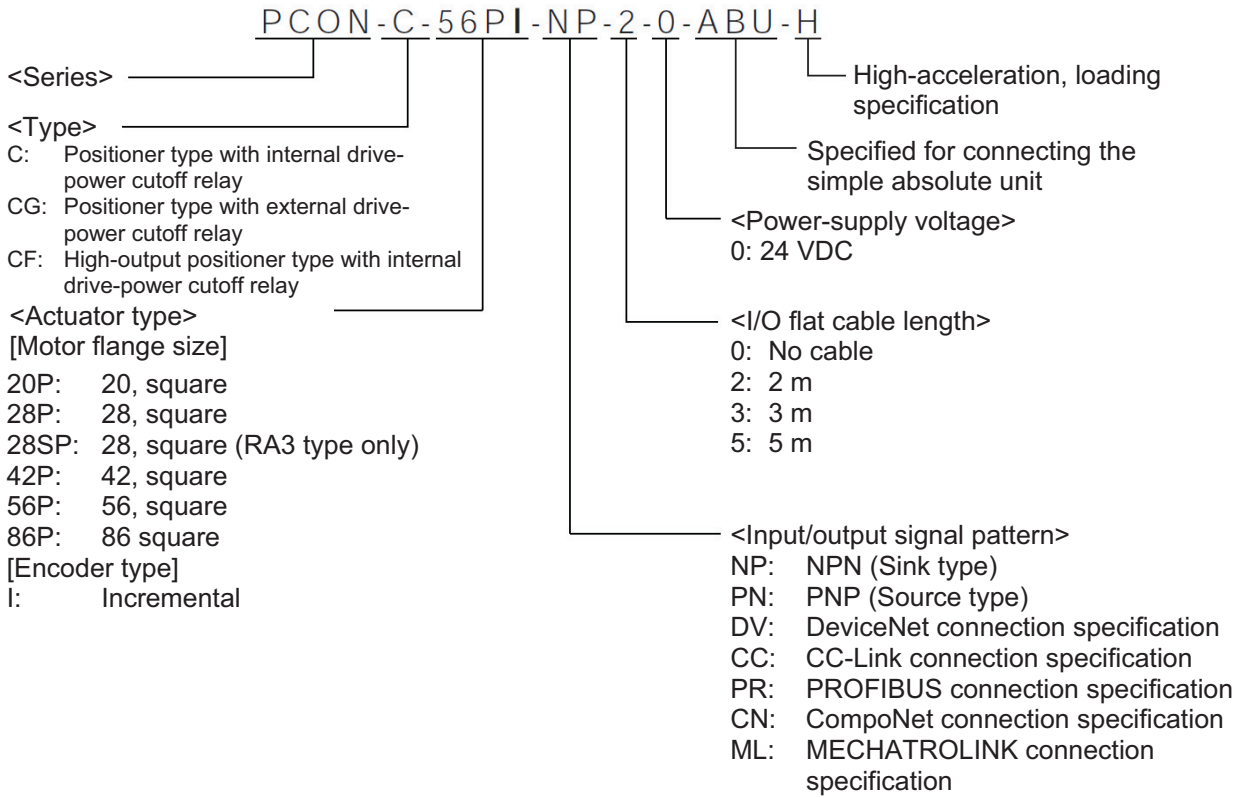 PCON-C-56PI-NP-2-0-ABU-H
<Series>
<Type>
C: Positioner type with internal drive-
power cutoff relay
CG: Positioner type with external drive-
power cutoff relay
CF: High-output positioner type with internal
drive-power cutoff relay
<Actuator type>
[Motor flange size]
20P: 20, square
28P: 28, square
28SP: 28, square (RA3 type only)
42P: 42, square
56P: 56, square
86P: 86 square
[Encoder type]
I: Incremental
High-acceleration, loading
specification
Specified for connecting the
simple absolute unit
<Power-supply voltage>
0: 24 VDC
<I/O flat cable length>
0: No cable
2: 2 m
3: 3 m
5: 5 m
<Input/output signal pattern>
NP: NPN (Sink type)
PN: PNP (Source type)
DV: DeviceNet connection specification
CC: CC-Link connection specification
PR: PROFIBUS connection specification
CN: CompoNet connection specification
ML: MECHATROLINK connection
specification